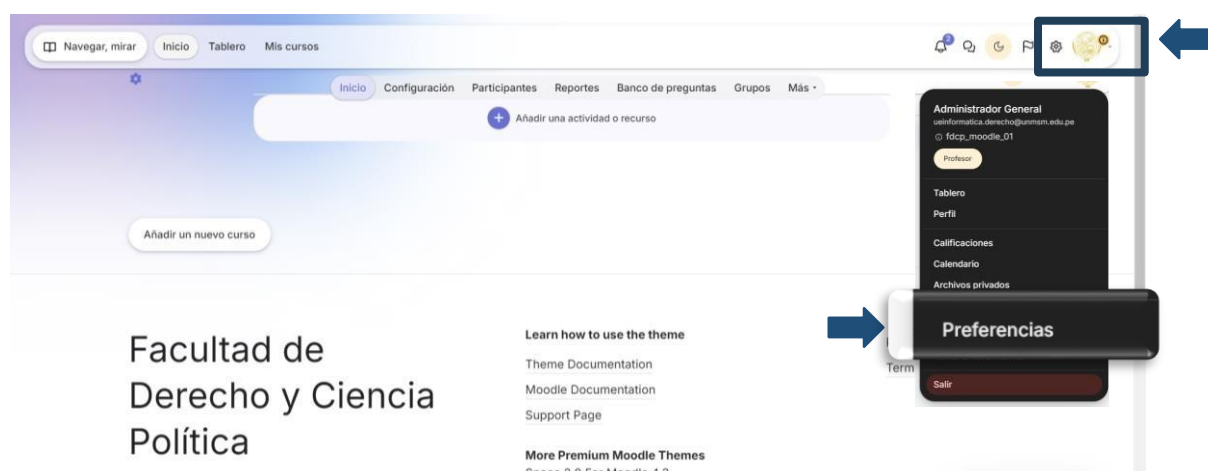 Navegar, mirar
Inicio
Tablero
Mis cursos
2
Inicio
Configuración
Participantes
Reportes
Banco de preguntas
Grupos
Más
Añadir una actividad o recurso
Administrador General
ueinformatica.derecho@unmsm.edu.pe
fdcp_moodle_01
Profesor
Tablero
Perfil
Calificaciones
Calendario
Archivos privados
Preferencias
Salir
Añadir un nuevo curso
Facultad de
Derecho y Ciencia
Política
Learn how to use the theme
Theme Documentation
Moodle Documentation
Support Page
More Premium Moodle Themes
Term